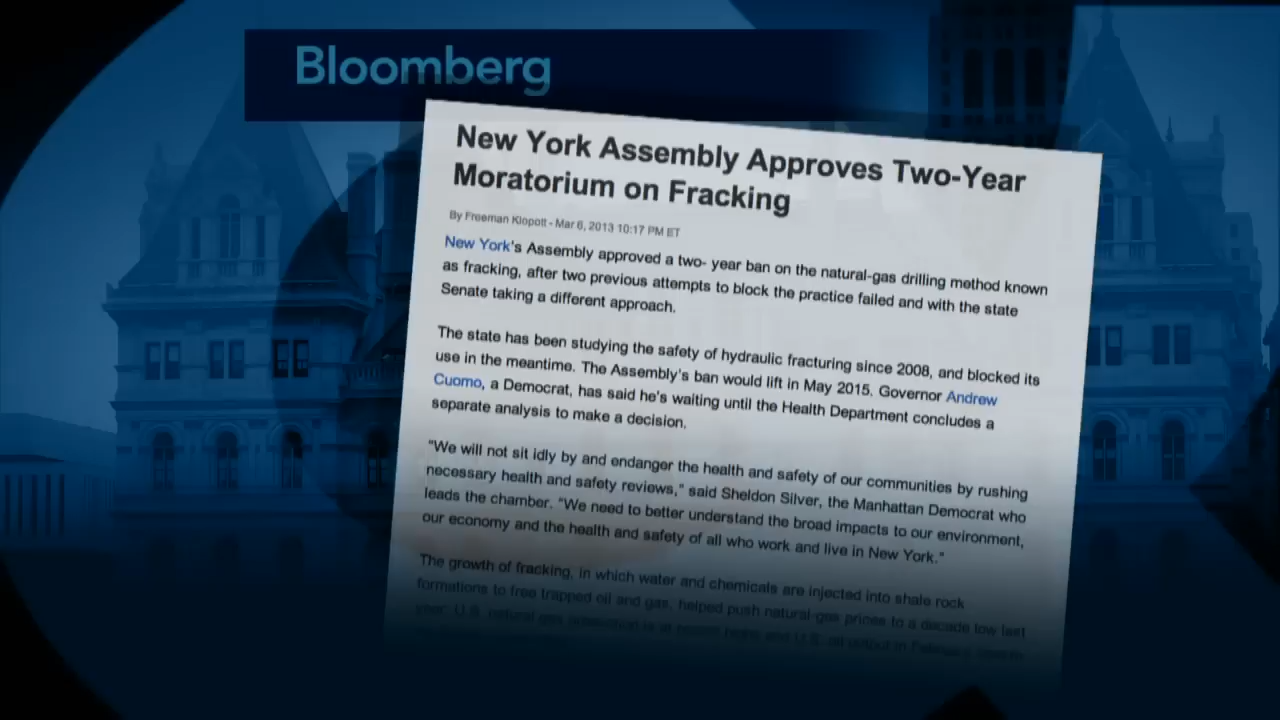 Bloomberg
New York Assembly Approves Two-Year
Moratorium on Fracking
By Freeman Klopott - Mar 6, 2013 10:17 PM ET
New York's Assembly approved a two- year ban on the natural-gas drilling method known
as fracking, after two previous attempts to block the practice failed and with the state
Senate taking a different approach.
The state has been studying the safety of hydraulic fracturing since 2008, and blocked its
use in the meantime. The Assembly's ban would lift in May 2015. Governor Andrew
Cuomo, a Democrat, has said he's waiting until the Health Department concludes a
separate analysis to make a decision.
"We will not sit idly by and endanger the health and safety of our communities by rushing
necessary health and safety reviews," said Sheldon Silver, the Manhattan Democrat who
leads the chamber. "We need to better understand the broad impacts to our environment,
our economy and the health and safety of all who work and live in New York."
The growth of fracking, in which water and chemicals are injected into shale rock
formations to free trapped oil and gas, helped push natural-gas prices to a decade low last
year. U.S. natural gas